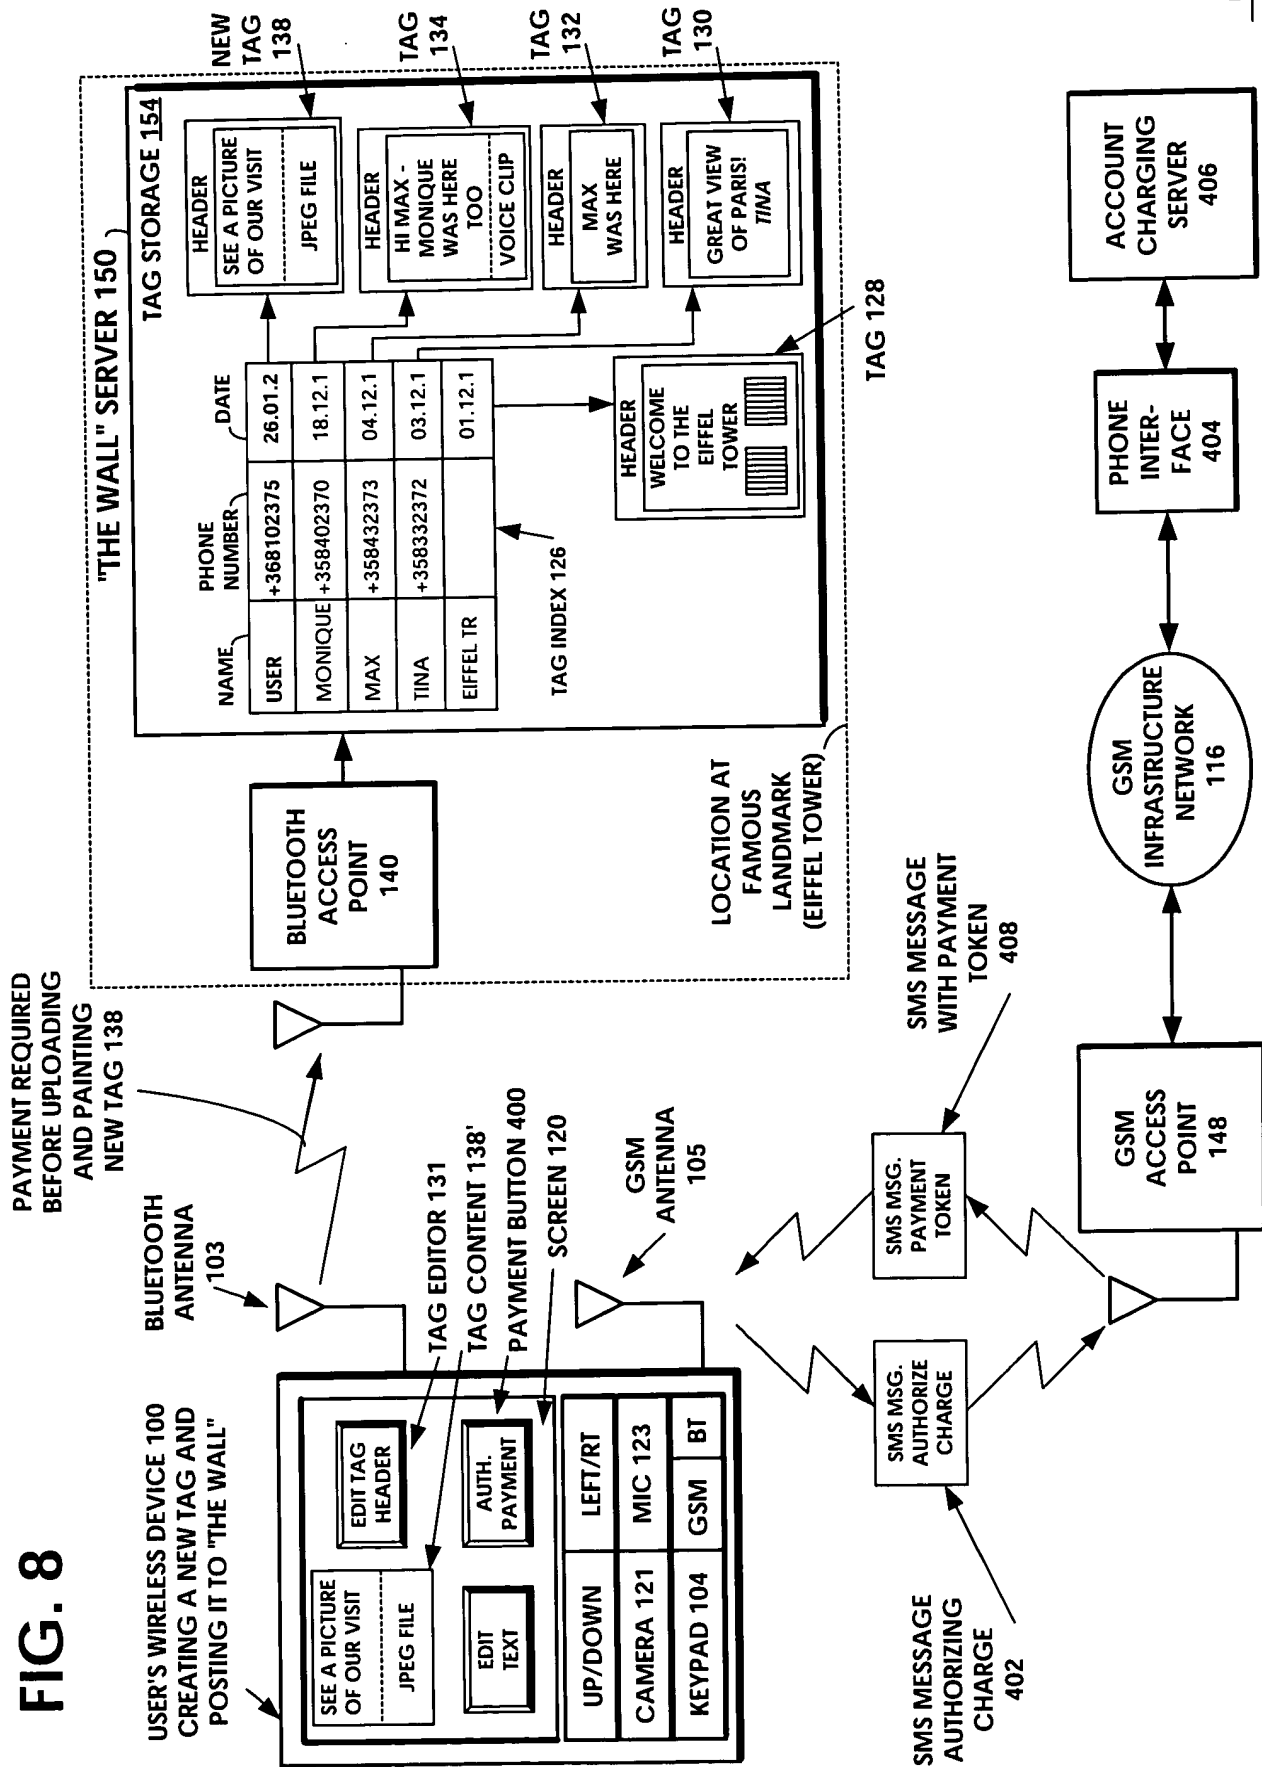 FIG. 8
USER'S WIRELESS DEVICE 100
CREATING A NEW TAG AND
POSTING IT TO "THE WALL"
SEE A PICTURE
OF OUR VISIT
JPEG FILE
EDIT TAG
HEADER
EDIT
TEXT
AUTH.
PAYMENT
UP/DOWN
LEFT/RT
CAMERA 121
MIC 123
KEYPAD 104
GSM
BT
BLUETOOTH
ANTENNA
103
TAG EDITOR 131
TAG CONTENT 138'
PAYMENT BUTTON 400
SCREEN 120
GSM
ANTENNA
105
PAYMENT REQUIRED
BEFORE UPLOADING
AND PAINTING
NEW TAG 138
BLUETOOTH
ACCESS
POINT
140
"THE WALL" SERVER 150
TAG STORAGE 154
NAME
PHONE
NUMBER
DATE
USER +368102375 26.01.2
MONIQUE +358402370 18.12.1
MAX +358432373 04.12.1
TINA +358332372 03.12.1
EIFFEL TR 01.12.1
TAG INDEX 126
HEADER
SEE A PICTURE
OF OUR VISIT
JPEG FILE
NEW
TAG
138
HEADER
HI MAX -
MONIQUE
WAS HERE
TOO
VOICE CLIP
TAG
134
HEADER
MAX
WAS HERE
TAG
132
HEADER
GREAT VIEW
OF PARIS!
TINA
TAG
130
HEADER
WELCOME
TO THE
EIFFEL
TOWER
TAG 128
LOCATION AT
FAMOUS
LANDMARK
(EIFFEL TOWER)
SMS MESSAGE
AUTHORIZING
CHARGE
402
SMS MSG.
AUTHORIZE
CHARGE
SMS MSG.
PAYMENT
TOKEN
SMS MESSAGE
WITH PAYMENT
TOKEN
408
GSM
ACCESS
POINT
148
GSM
INFRASTRUCTURE
NETWORK
116
PHONE
INTER-
FACE
404
ACCOUNT
CHARGING
SERVER
406